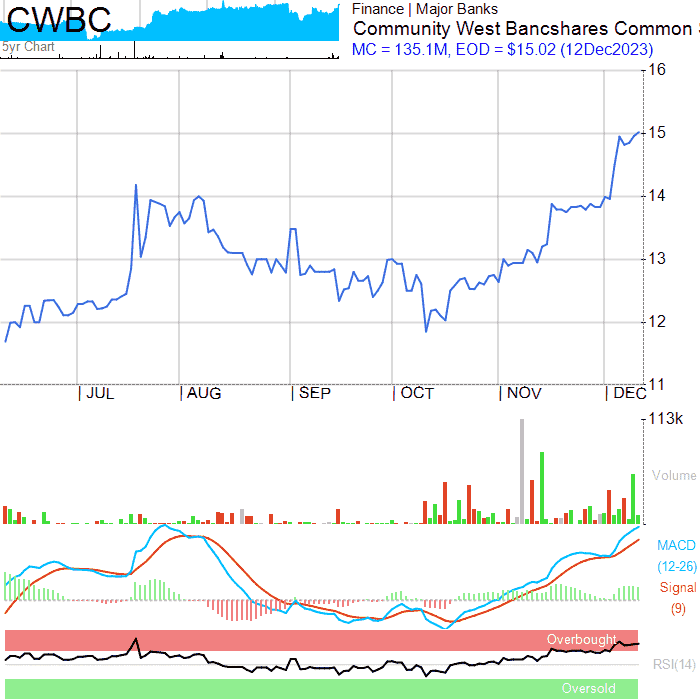 CWBC
5yr Chart
Finance | Major Banks
Community West Bancshares Common
MC = 135.1M, EOD = $15.02 (12Dec2023)
16
15
14
13
12
11
JUL AUG SEP OCT NOV DEC
113k
Volume
MACD
(12-26)
Signal
(9)
Overbought
RSI(14)
Oversold